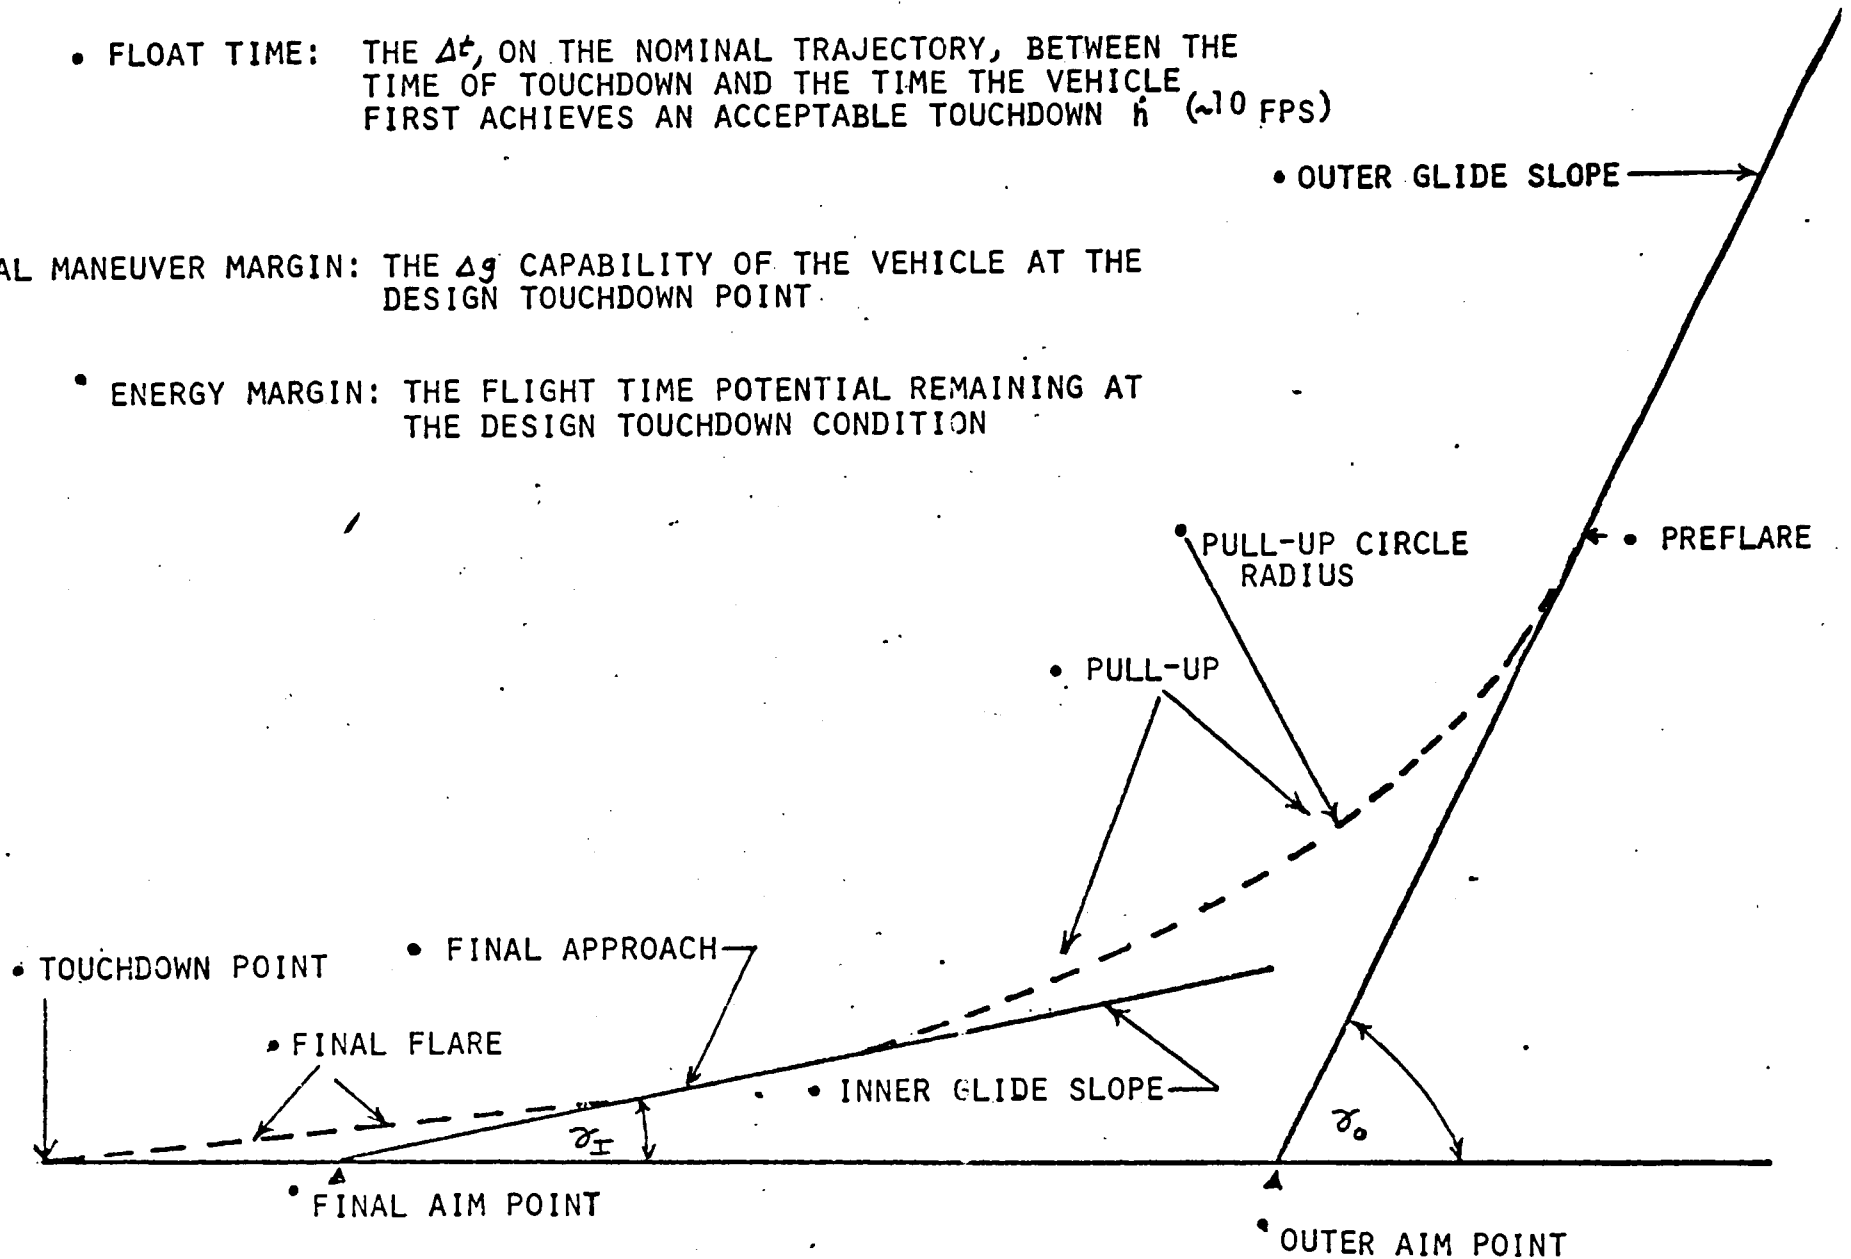 • FLOAT TIME: THE Δt, ON THE NOMINAL TRAJECTORY, BETWEEN THE
TIME OF TOUCHDOWN AND THE TIME THE VEHICLE
FIRST ACHIEVES AN ACCEPTABLE TOUCHDOWN ḣ (~10 FPS)
• OUTER GLIDE SLOPE
AL MANEUVER MARGIN: THE Δg CAPABILITY OF THE VEHICLE AT THE
DESIGN TOUCHDOWN POINT
• ENERGY MARGIN: THE FLIGHT TIME POTENTIAL REMAINING AT
THE DESIGN TOUCHDOWN CONDITION
• PULL-UP CIRCLE
RADIUS
• PREFLARE
• PULL-UP
• FINAL APPROACH
• TOUCHDOWN POINT
• FINAL FLARE
• INNER GLIDE SLOPE
γI
γo
• FINAL AIM POINT
• OUTER AIM POINT